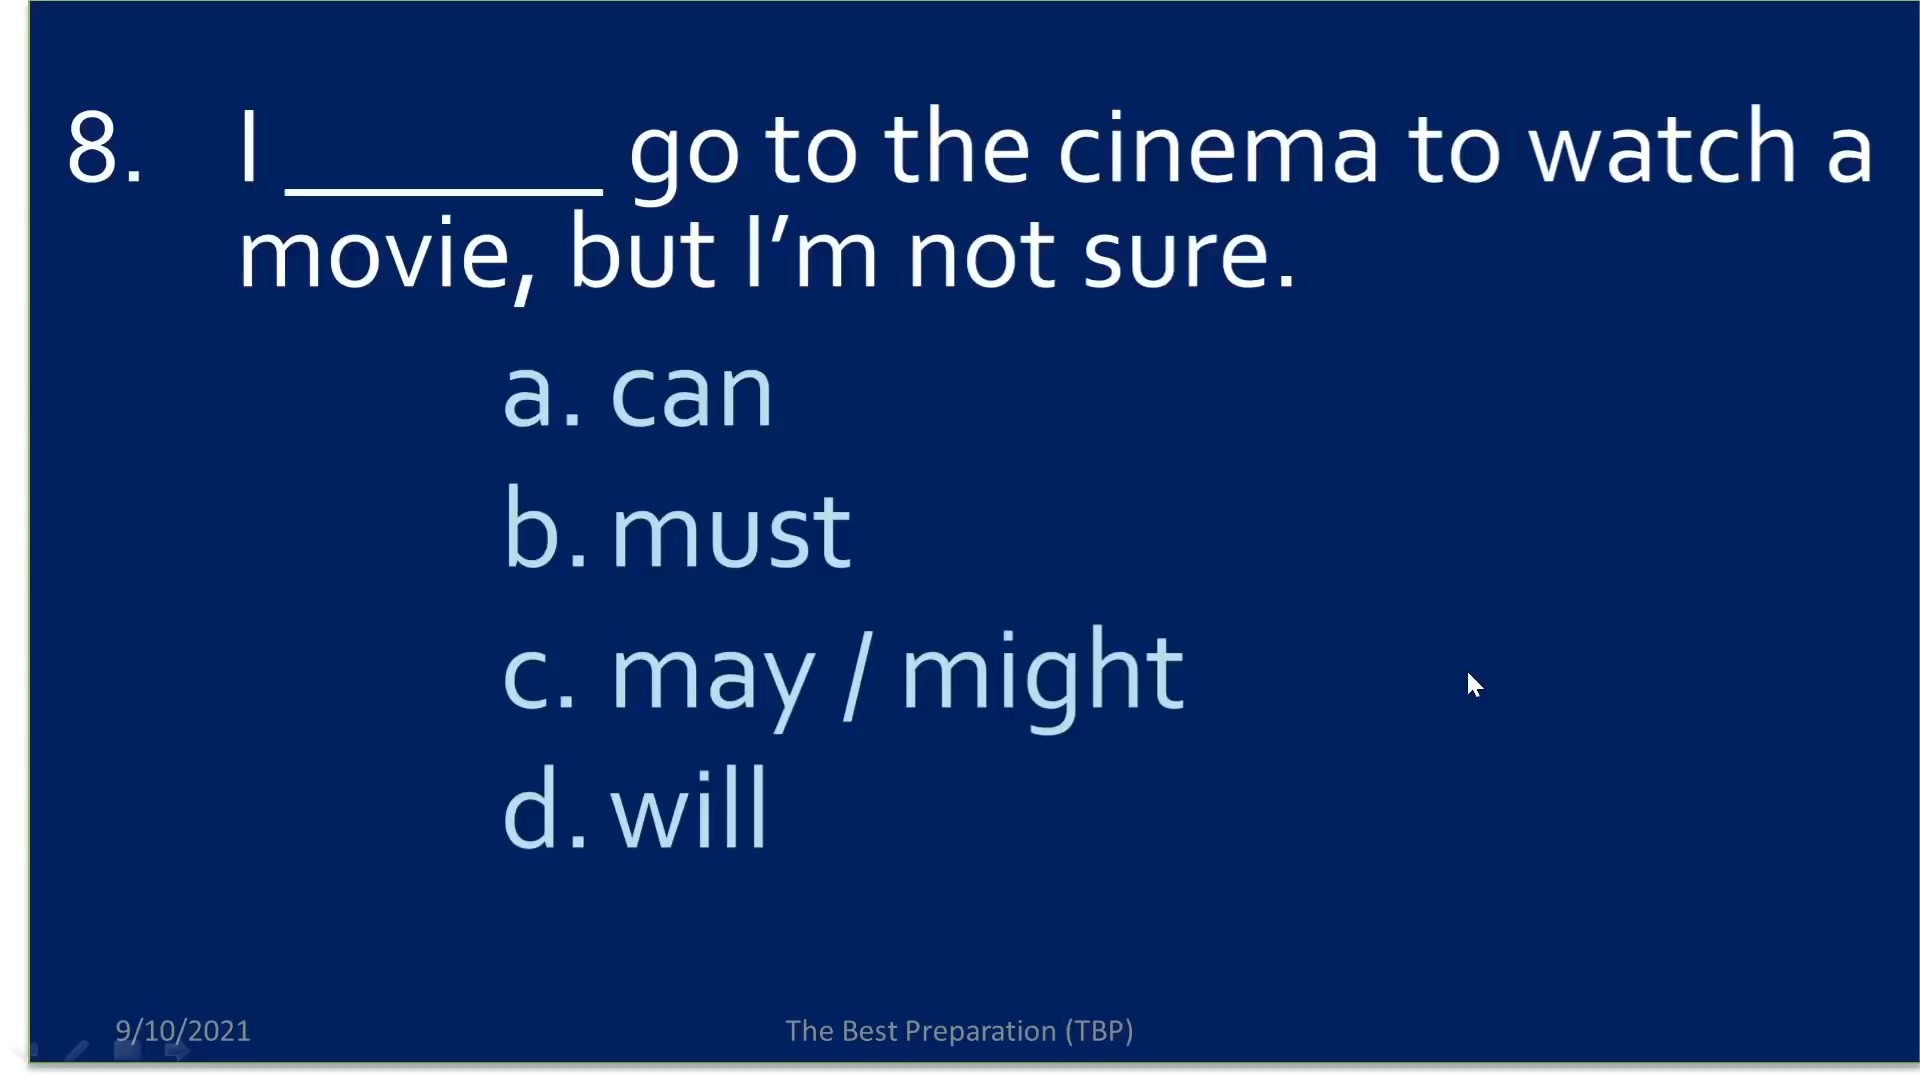 8. I ______ go to the cinema to watch a
movie, but I’m not sure.
a. can
b. must
c. may / might
d. will
9/10/2021
The Best Preparation (TBP)